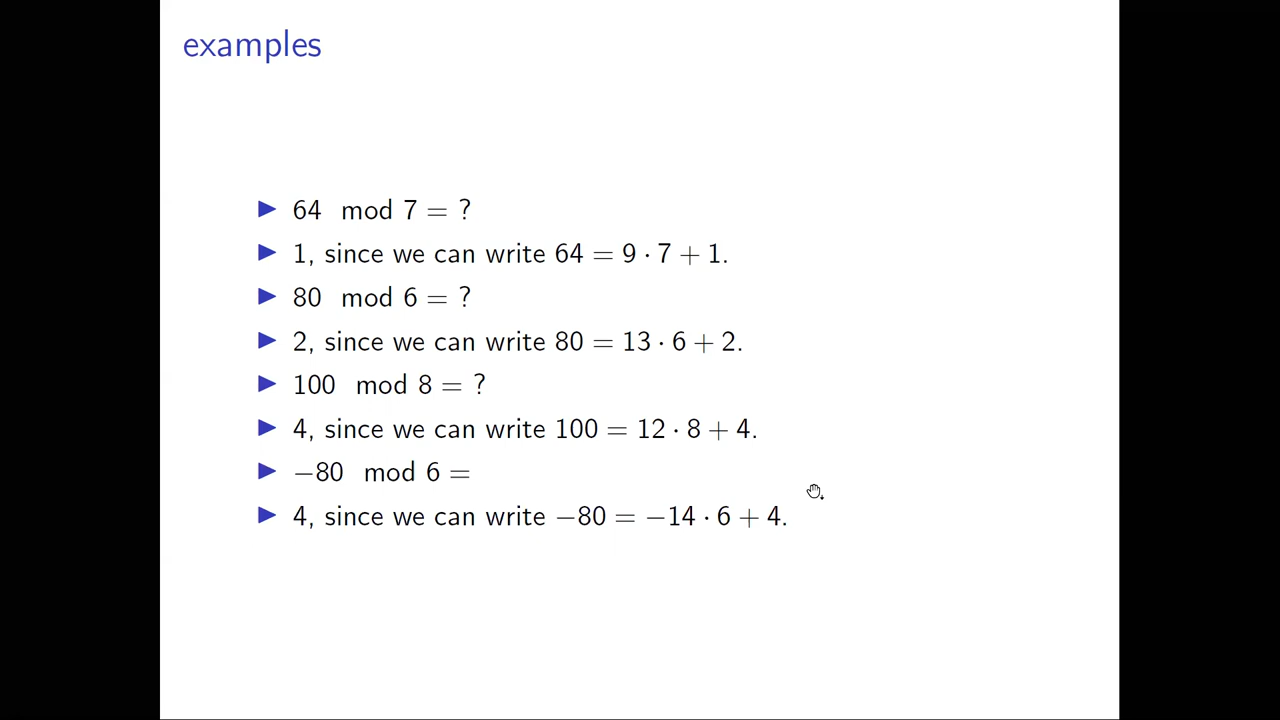 examples
▶ 64 mod 7 = ?
▶ 1, since we can write 64 = 9 · 7 + 1.
▶ 80 mod 6 = ?
▶ 2, since we can write 80 = 13 · 6 + 2.
▶ 100 mod 8 = ?
▶ 4, since we can write 100 = 12 · 8 + 4.
▶ −80 mod 6 =
▶ 4, since we can write −80 = −14 · 6 + 4.